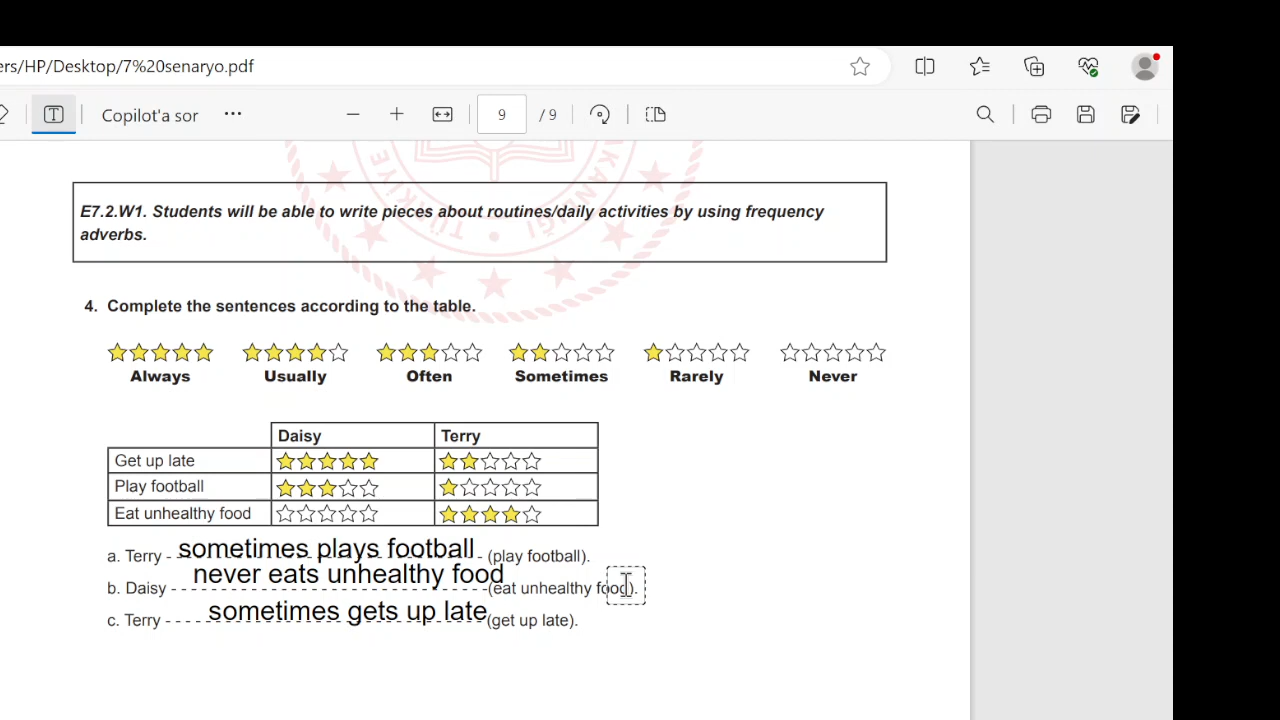 ers/HP/Desktop/7%20senaryo.pdf
Copilot'a sor
9 / 9
TÜRKİYE
E7.2.W1. Students will be able to write pieces about routines/daily activities by using frequency
adverbs.
4. Complete the sentences according to the table.
Always Usually Often Sometimes Rarely Never
Daisy Terry
Get up late
Play football
Eat unhealthy food
a. Terry sometimes plays football (play football).
b. Daisy never eats unhealthy food (eat unhealthy food).
c. Terry sometimes gets up late (get up late).